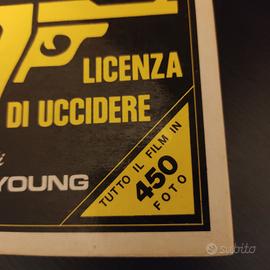 LICENZA
DI UCCIDERE
YOUNG
TUTTO IL FILM IN
450
FOTO
subito